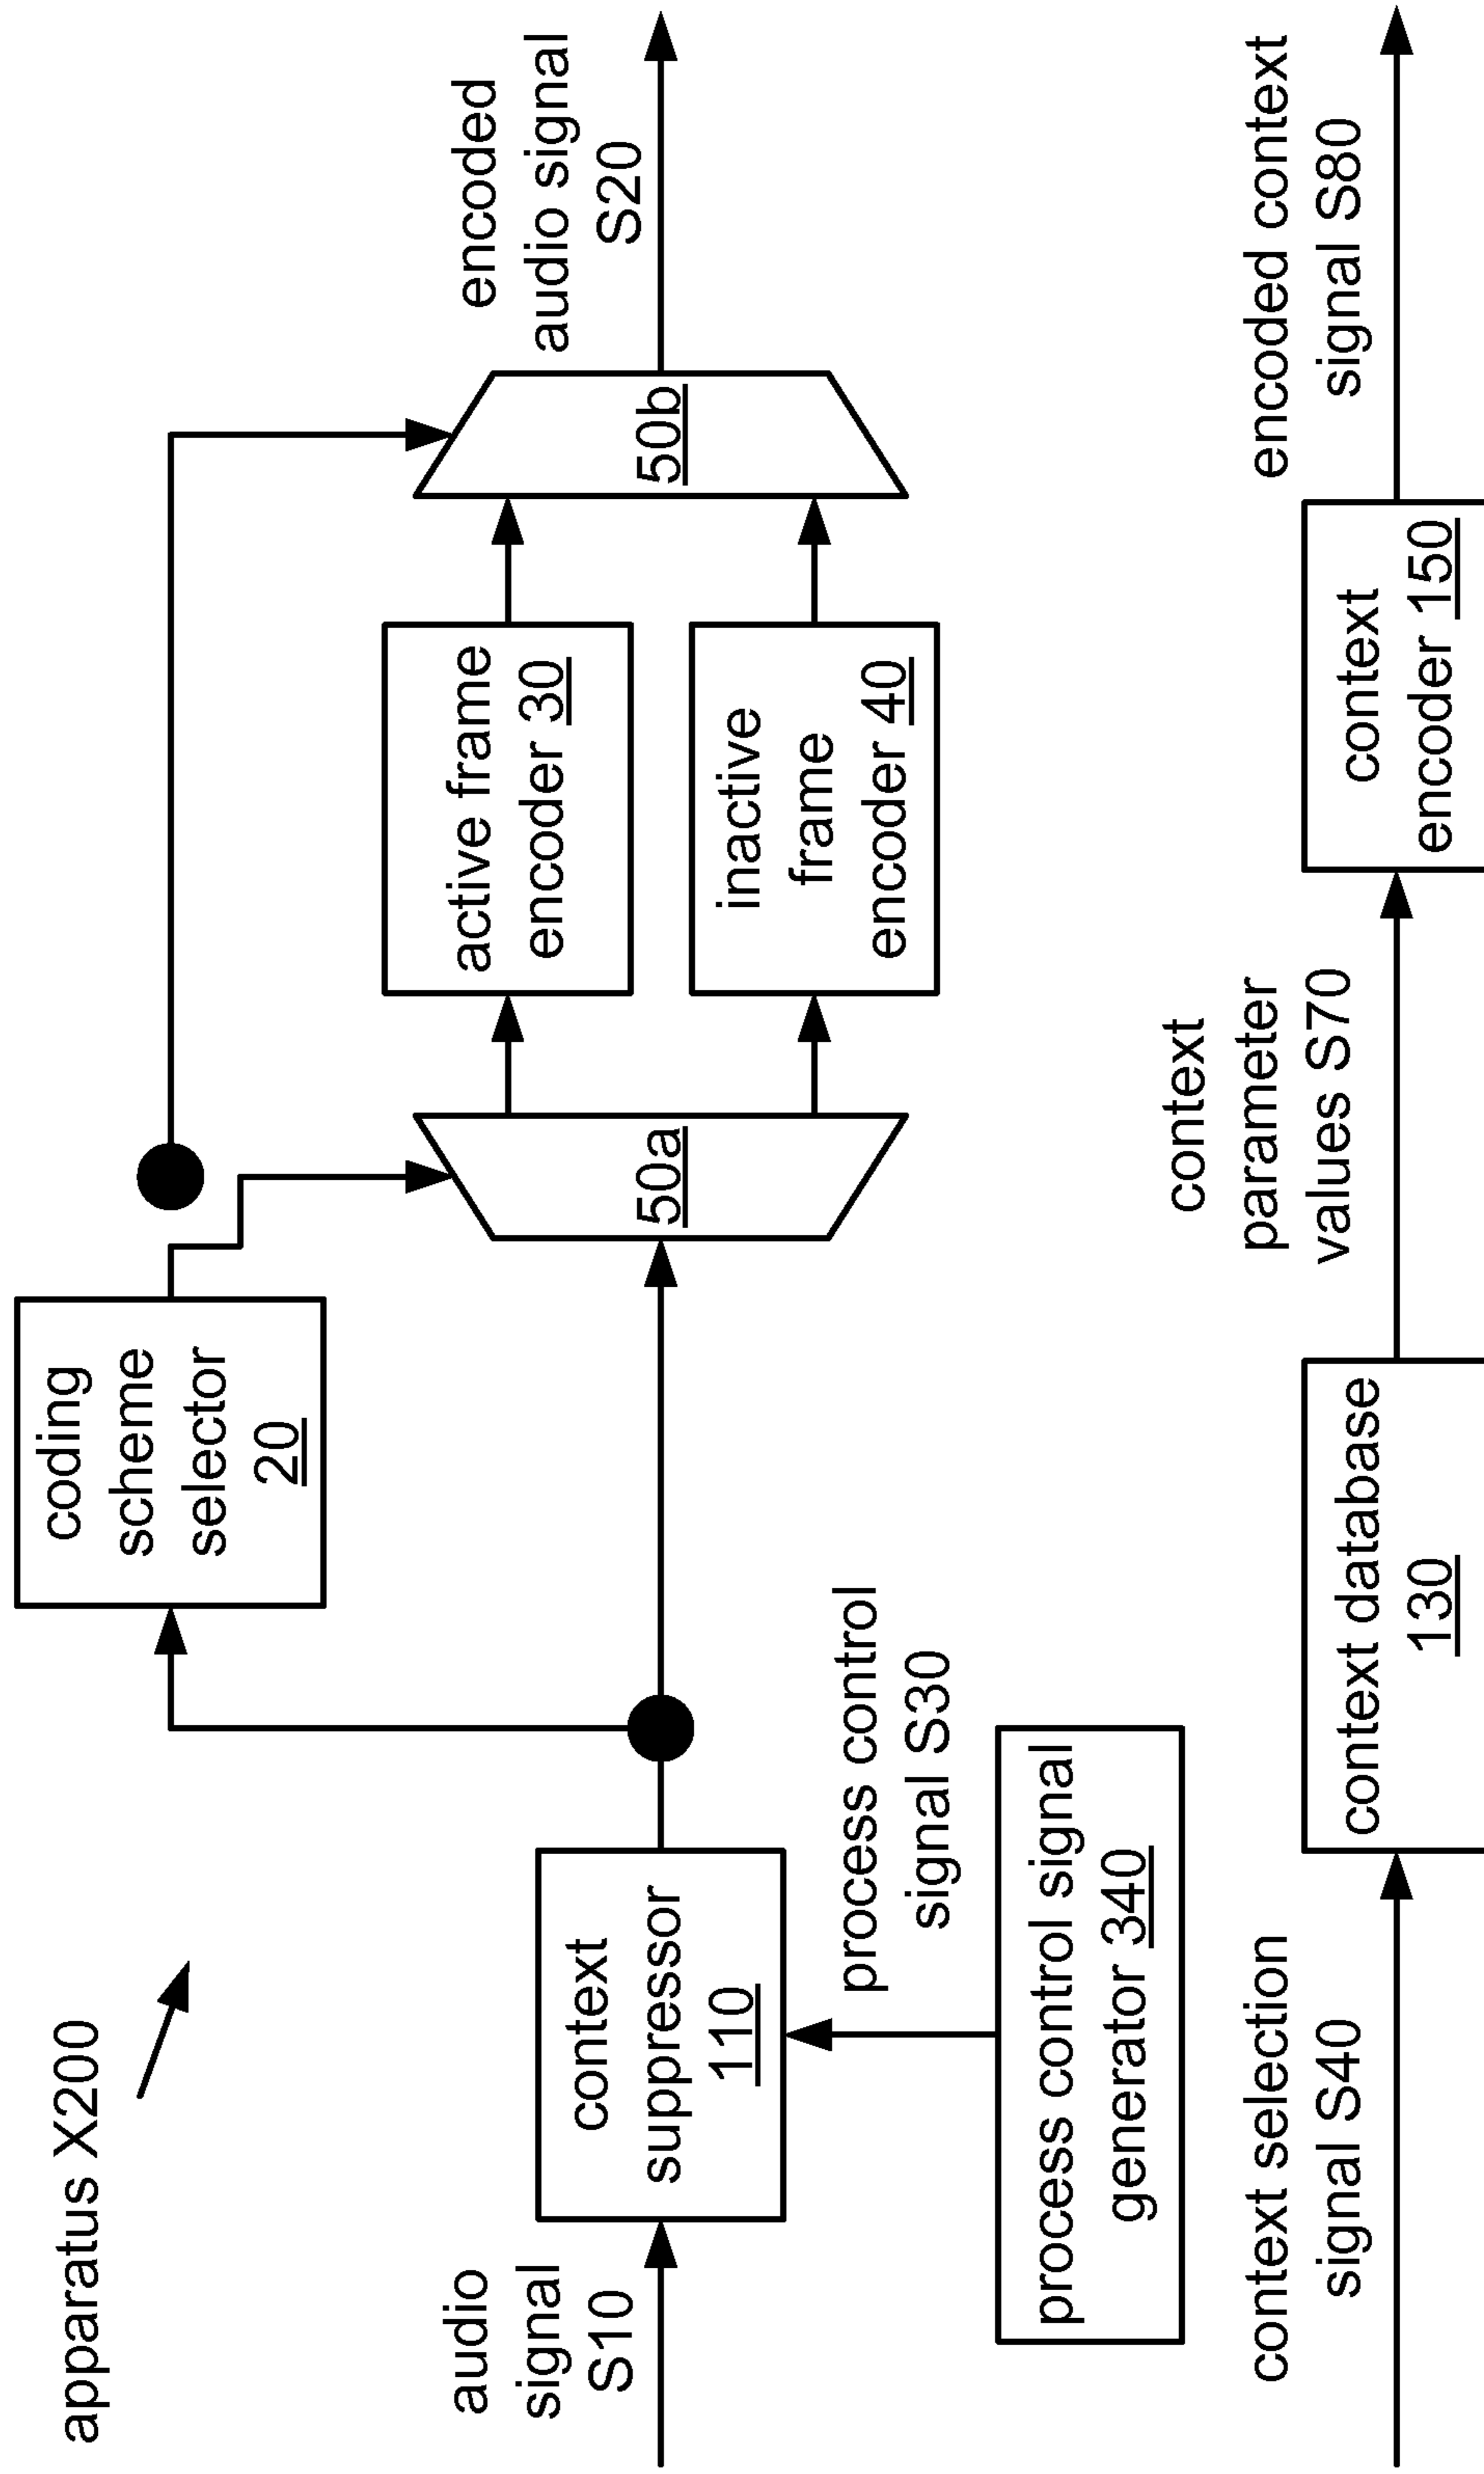 apparatus X200
coding
scheme
selector
20
encoded
audio signal
S20
active frame
encoder 30
50a
50b
inactive
frame
encoder 40
audio
signal
S10
context
suppressor
110
process control
signal S30
process control signal
generator 340
context selection
signal S40
context database
130
context
parameter
values S70
context
encoder 150
encoded context
signal S80